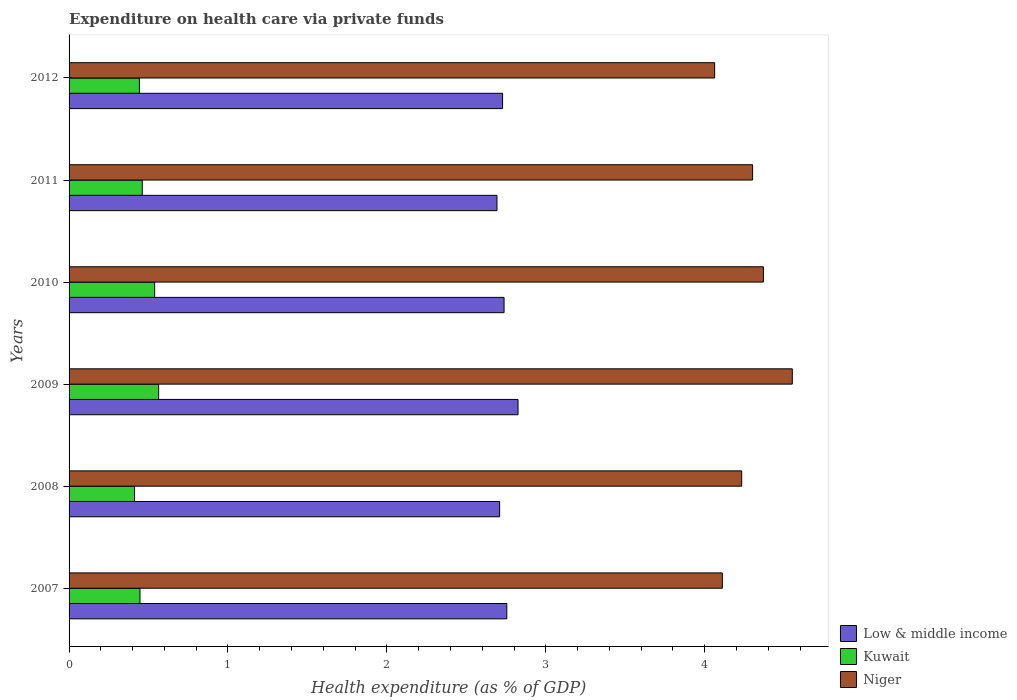 Expenditure on health care via private funds
2012
2011
2010
2009
2008
2007
Years
0
1
2
3
4
Health expenditure (as % of GDP)
Low & middle income
Kuwait
Niger